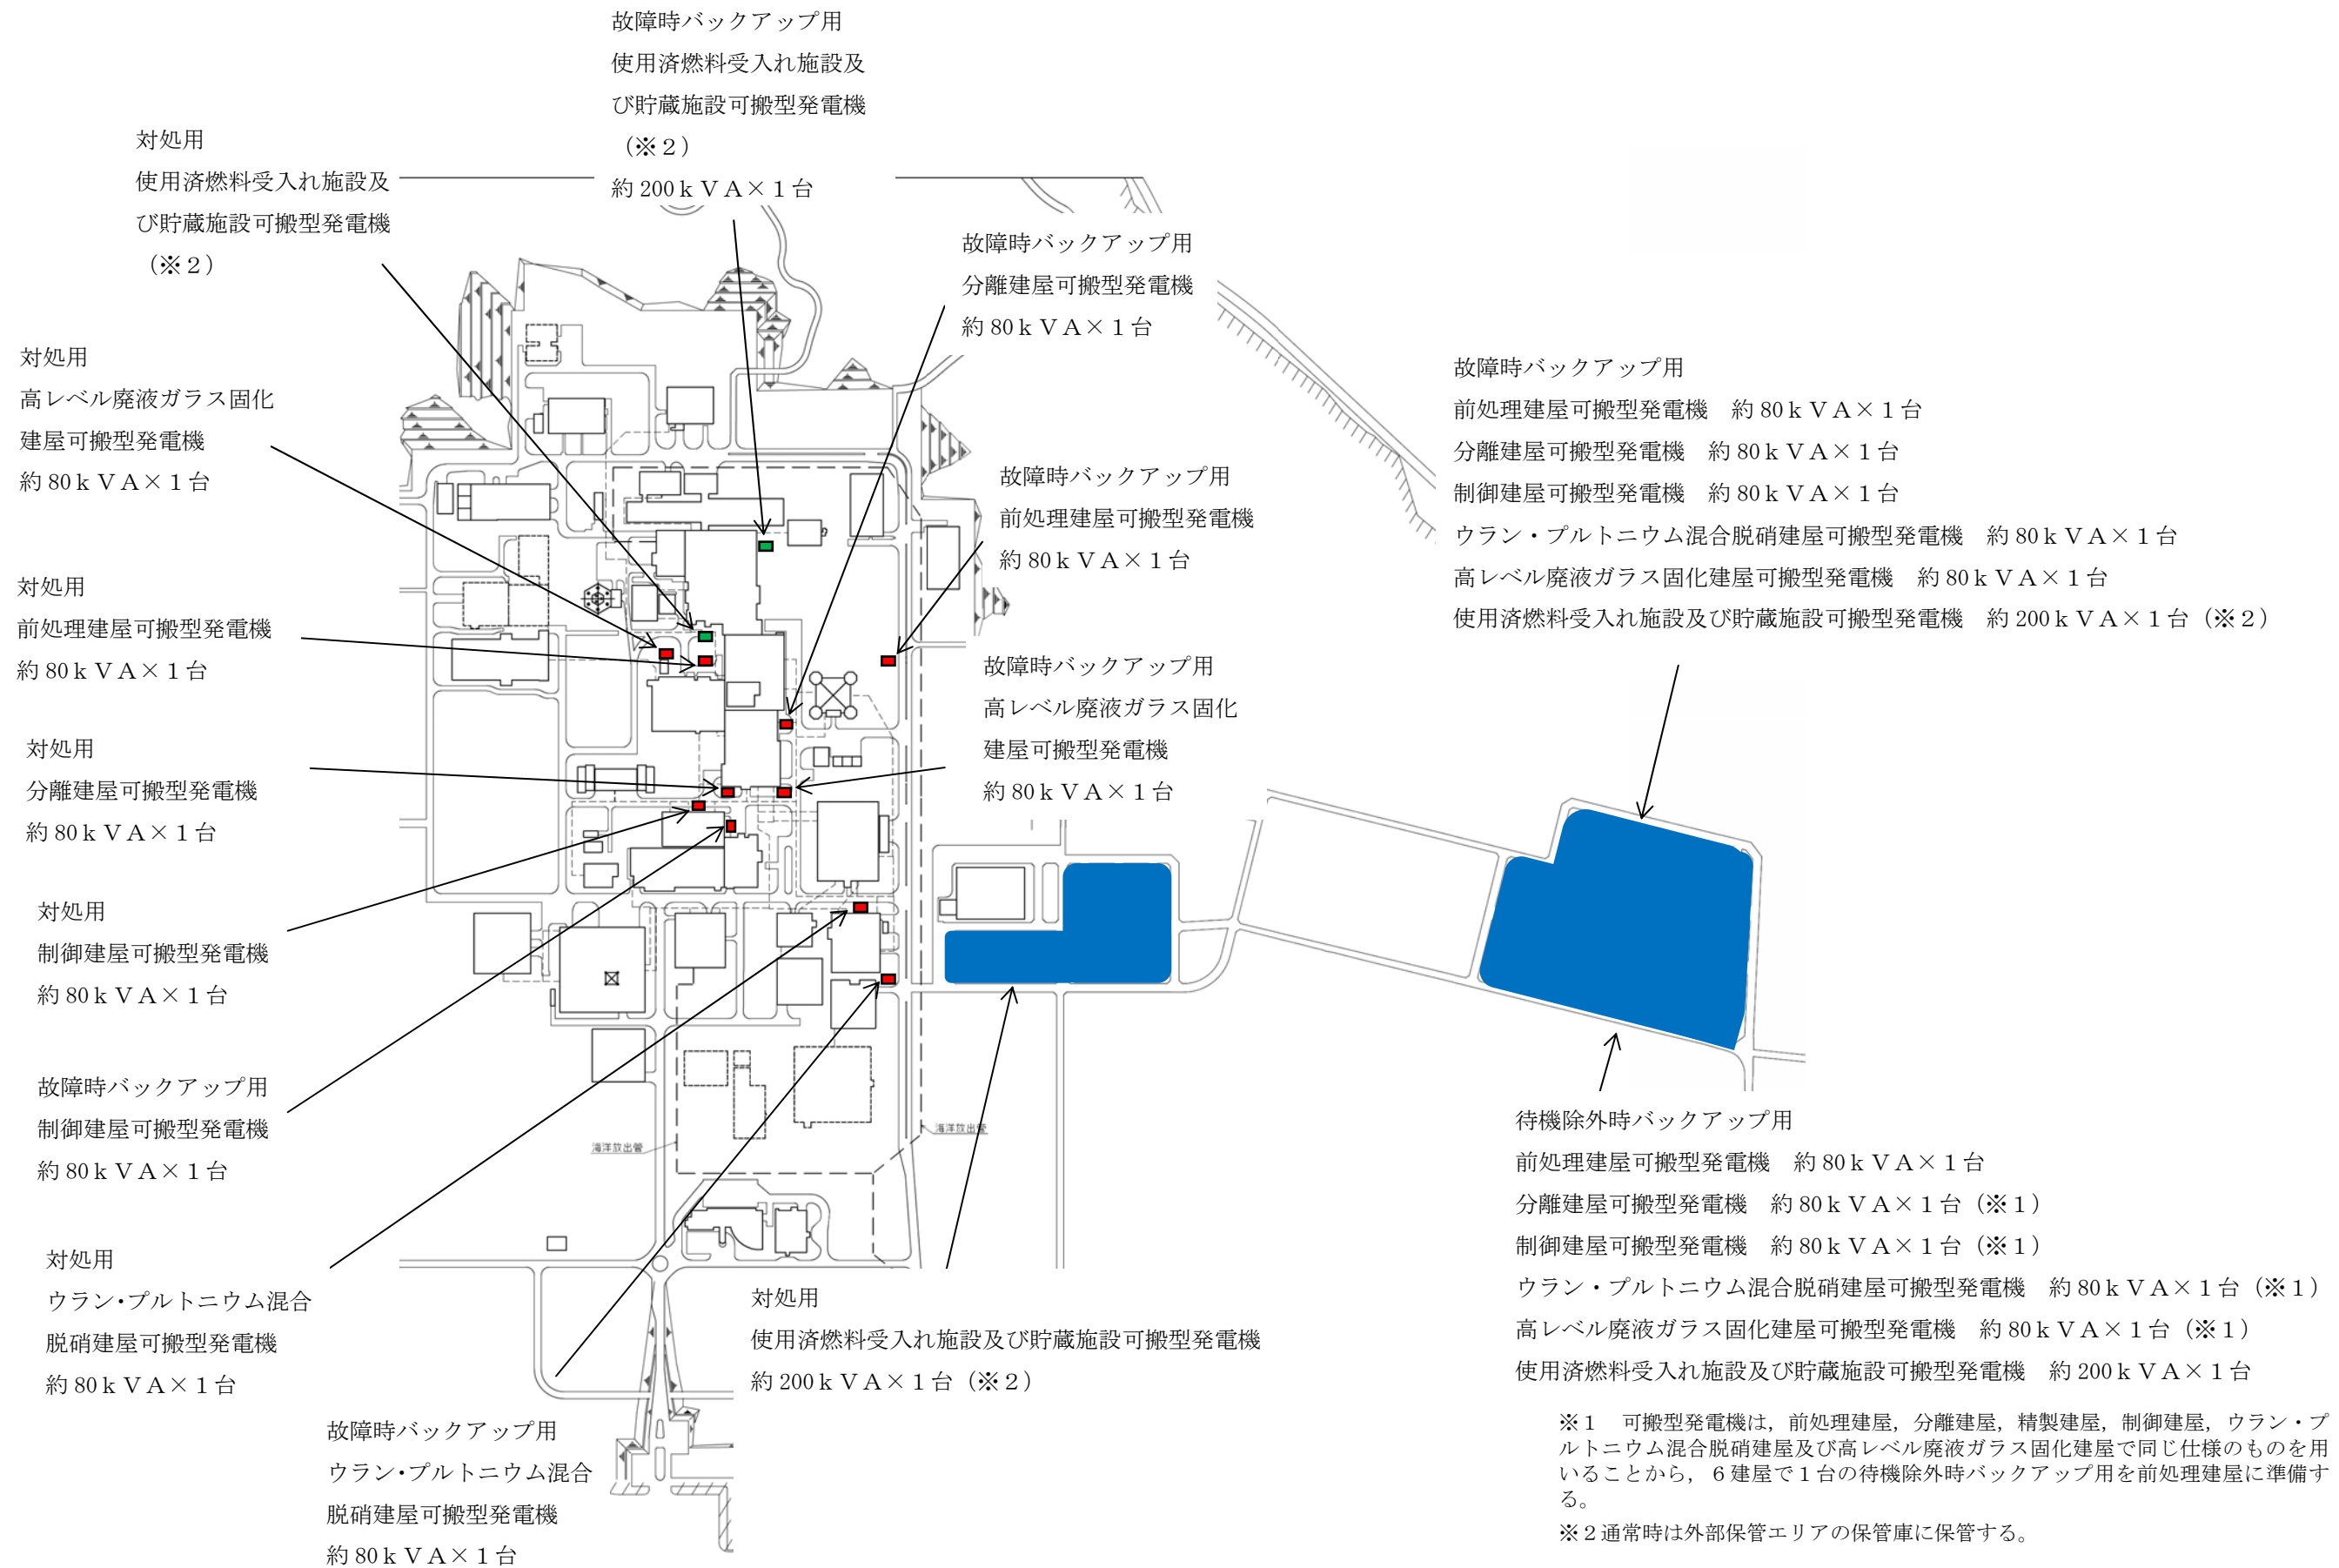 故障時バックアップ用
使用済燃料受入れ施設及
び貯蔵施設可搬型発電機
（※２）
約 200ｋＶＡ×１台
対処用
使用済燃料受入れ施設及
び貯蔵施設可搬型発電機
（※２）
故障時バックアップ用
分離建屋可搬型発電機
約 80ｋＶＡ×１台
対処用
高レベル廃液ガラス固化
建屋可搬型発電機
約 80ｋＶＡ×１台
故障時バックアップ用
前処理建屋可搬型発電機　約 80ｋＶＡ×１台
分離建屋可搬型発電機　約 80ｋＶＡ×１台
制御建屋可搬型発電機　約 80ｋＶＡ×１台
ウラン・プルトニウム混合脱硝建屋可搬型発電機　約 80ｋＶＡ×１台
高レベル廃液ガラス固化建屋可搬型発電機　約 80ｋＶＡ×１台
使用済燃料受入れ施設及び貯蔵施設可搬型発電機　約 200ｋＶＡ×１台（※２）
故障時バックアップ用
前処理建屋可搬型発電機
約 80ｋＶＡ×１台
対処用
前処理建屋可搬型発電機
約 80ｋＶＡ×１台
故障時バックアップ用
高レベル廃液ガラス固化
建屋可搬型発電機
約 80ｋＶＡ×１台
対処用
分離建屋可搬型発電機
約 80ｋＶＡ×１台
対処用
制御建屋可搬型発電機
約 80ｋＶＡ×１台
故障時バックアップ用
制御建屋可搬型発電機
約 80ｋＶＡ×１台
海洋放出管
海洋放出管
待機除外時バックアップ用
前処理建屋可搬型発電機　約 80ｋＶＡ×１台
分離建屋可搬型発電機　約 80ｋＶＡ×１台（※１）
制御建屋可搬型発電機　約 80ｋＶＡ×１台（※１）
ウラン・プルトニウム混合脱硝建屋可搬型発電機　約 80ｋＶＡ×１台（※１）
高レベル廃液ガラス固化建屋可搬型発電機　約 80ｋＶＡ×１台（※１）
使用済燃料受入れ施設及び貯蔵施設可搬型発電機　約 200ｋＶＡ×１台
対処用
ウラン・プルトニウム混合
脱硝建屋可搬型発電機
約 80ｋＶＡ×１台
対処用
使用済燃料受入れ施設及び貯蔵施設可搬型発電機
約 200ｋＶＡ×１台（※２）
故障時バックアップ用
ウラン・プルトニウム混合
脱硝建屋可搬型発電機
約 80ｋＶＡ×１台
※１　可搬型発電機は，前処理建屋，分離建屋，精製建屋，制御建屋，ウラン・プ
ルトニウム混合脱硝建屋及び高レベル廃液ガラス固化建屋で同じ仕様のものを用
いることから，６建屋で１台の待機除外時バックアップ用を前処理建屋に準備す
る。
※２通常時は外部保管エリアの保管庫に保管する。